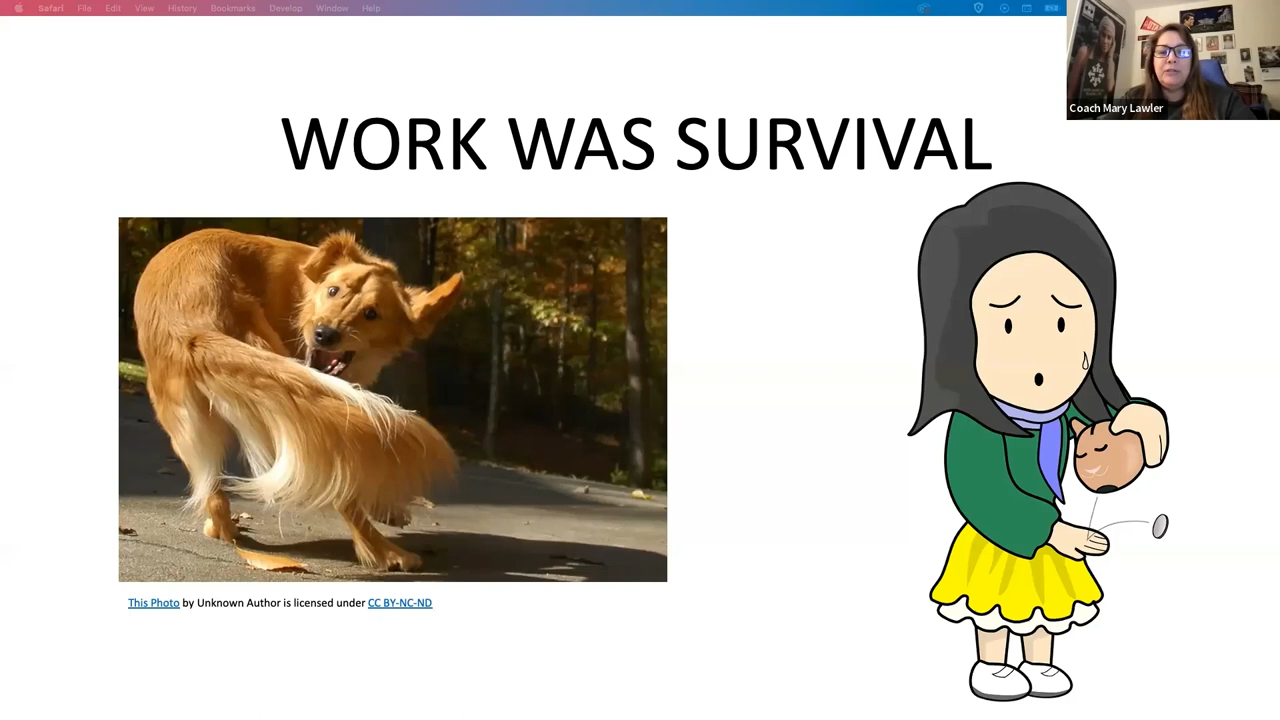 Safari File Edit View History Bookmarks Develop Window Help
Coach Mary Lawler
WORK WAS SURVIVAL
This Photo by Unknown Author is licensed under CC BY-NC-ND